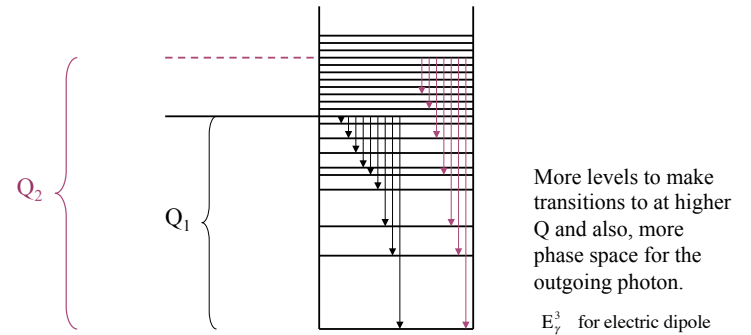 Q₂
Q₁
More levels to make
transitions to at higher
Q and also, more
phase space for the
outgoing photon.
E³ᵧ for electric dipole